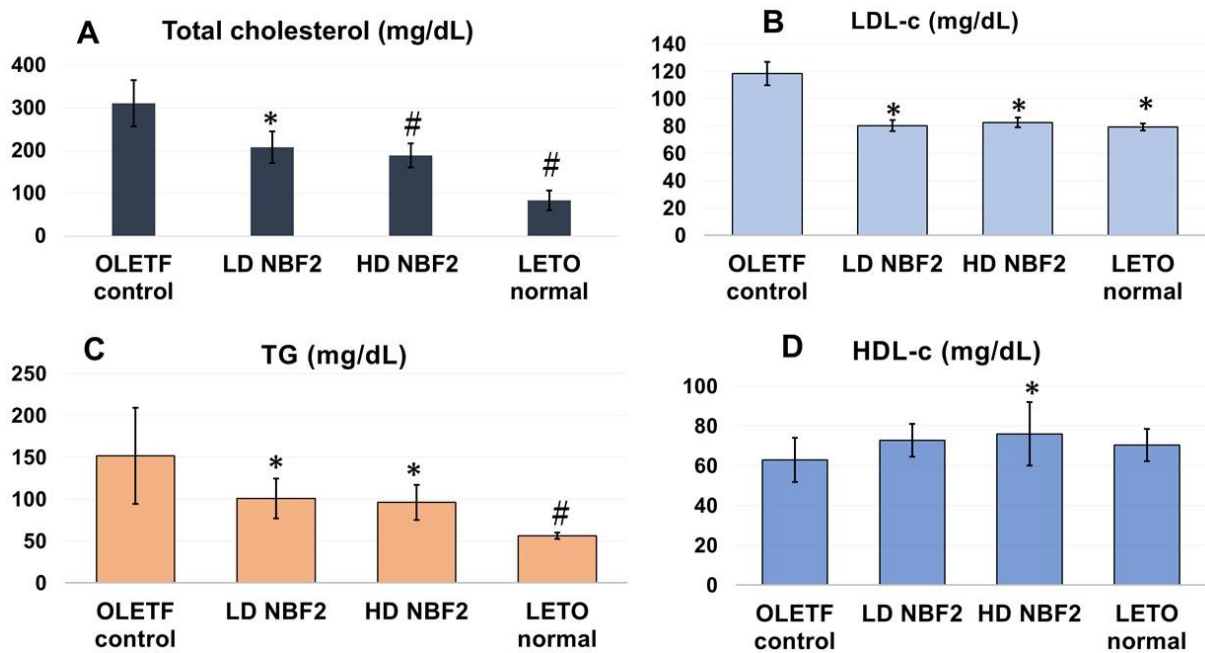 A
Total cholesterol (mg/dL)
400
300
200
100
0
*
#
#
OLETF control
LD NBF2
HD NBF2
LETO normal
B
LDL-c (mg/dL)
140
120
100
80
60
40
20
0
*
*
*
OLETF control
LD NBF2
HD NBF2
LETO normal
C
TG (mg/dL)
250
200
150
100
50
0
*
*
#
OLETF control
LD NBF2
HD NBF2
LETO normal
D
HDL-c (mg/dL)
100
80
60
40
20
0
*
OLETF control
LD NBF2
HD NBF2
LETO normal